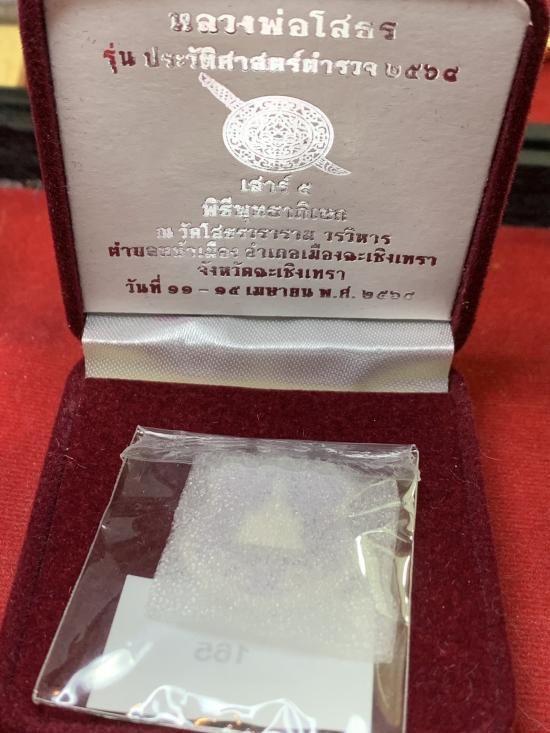 หลวงพ่อโสธร
รุ่น ประวัติศาสตร์ตำรวจ ๒๕๖๘
เสาร์ ๕
พิธีพุทธาภิเษก
ณ วัดโสธรวราราม วรวิหาร
ตำบลหน้าเมือง อำเภอเมืองฉะเชิงเทรา
จังหวัดฉะเชิงเทรา
วันที่ ๑๑ - ๑๕ เมษายน พ.ศ. ๒๕๖๘
165